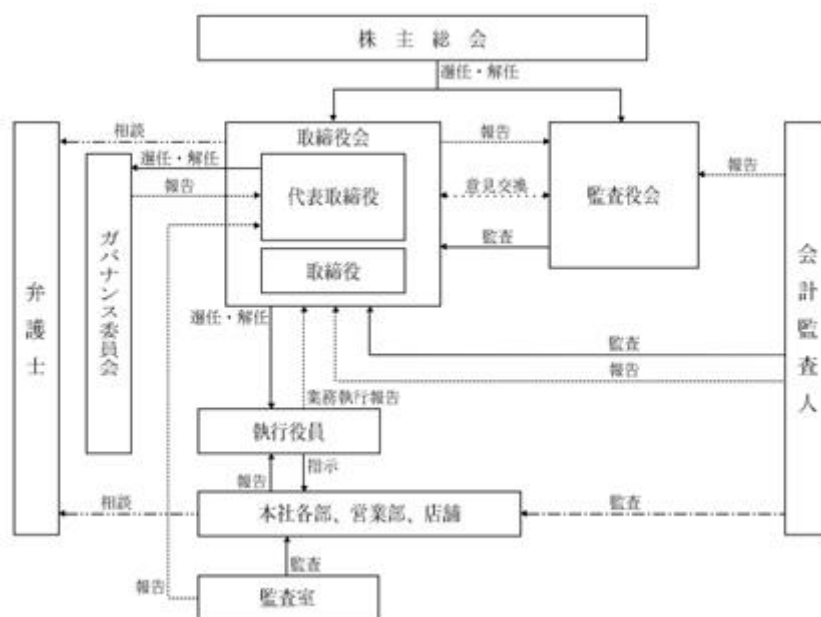 株主総会
選任・解任
相談
取締役会
報告
選任・解任
報告
代表取締役
意見交換
監査役会
報告
監査
取締役
弁護士
ガバナンス委員会
会計監査人
選任・解任
監査
報告
業務執行報告
執行役員
報告
指示
相談
本社各部、営業部、店舗
監査
監査
報告
監査室